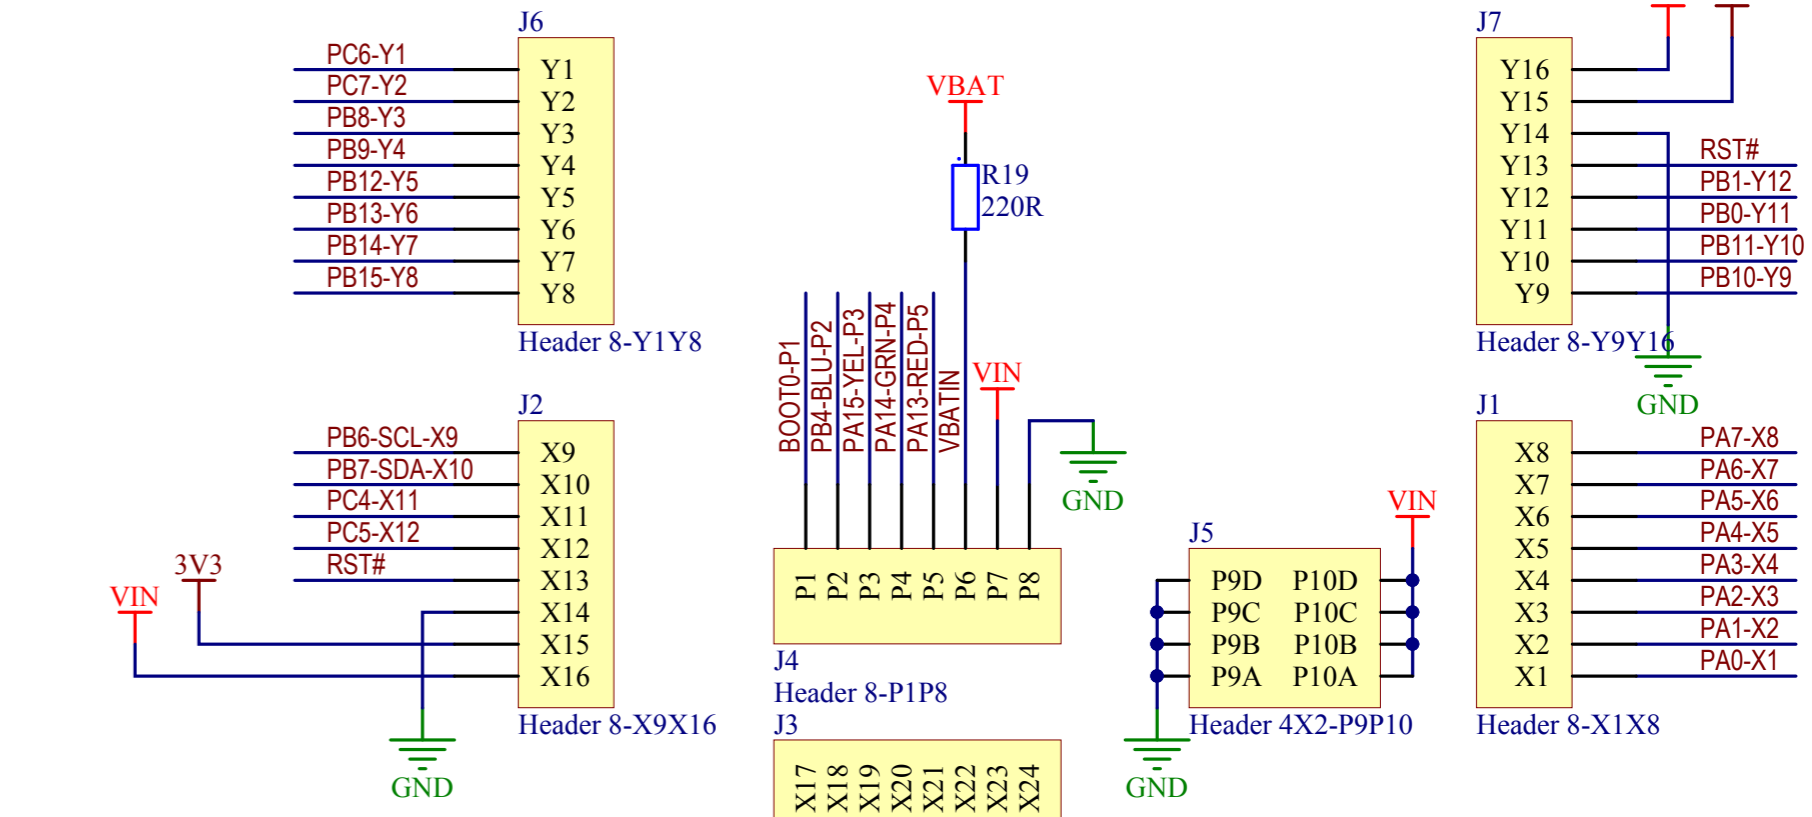 J6
PC6-Y1
PC7-Y2
PB8-Y3
PB9-Y4
PB12-Y5
PB13-Y6
PB14-Y7
PB15-Y8
Y1
Y2
Y3
Y4
Y5
Y6
Y7
Y8
Header 8-Y1Y8
J2
PB6-SCL-X9
PB7-SDA-X10
PC4-X11
PC5-X12
RST#
3V3
VIN
X9
X10
X11
X12
X13
X14
X15
X16
Header 8-X9X16
GND
VBAT
R19
220R
BOOT0-P1
PB4-BLU-P2
PA15-YEL-P3
PA14-GRN-P4
PA13-RED-P5
VBATIN
VIN
GND
P1
P2
P3
P4
P5
P6
P7
P8
J4
Header 8-P1P8
J3
X17
X18
X19
X20
X21
X22
X23
X24
J5
VIN
P9D P10D
P9C P10C
P9B P10B
P9A P10A
Header 4X2-P9P10
GND
J7
Y16
Y15
Y14
Y13
Y12
Y11
Y10
Y9
RST#
PB1-Y12
PB0-Y11
PB11-Y10
PB10-Y9
Header 8-Y9Y16
GND
J1
X8
X7
X6
X5
X4
X3
X2
X1
PA7-X8
PA6-X7
PA5-X6
PA4-X5
PA3-X4
PA2-X3
PA1-X2
PA0-X1
Header 8-X1X8